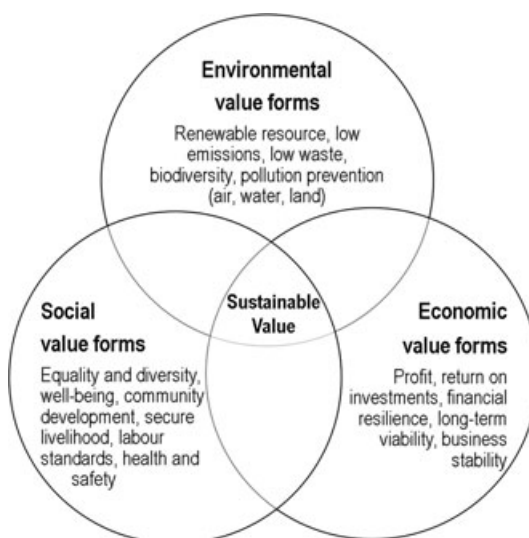 Environmental
value forms
Renewable resource, low
emissions, low waste,
biodiversity, pollution prevention
(air, water, land)
Sustainable
Value
Social
value forms
Equality and diversity,
well-being, community
development, secure
livelihood, labour
standards, health and
safety
Economic
value forms
Profit, return on
investments, financial
resilience, long-term
viability, business
stability